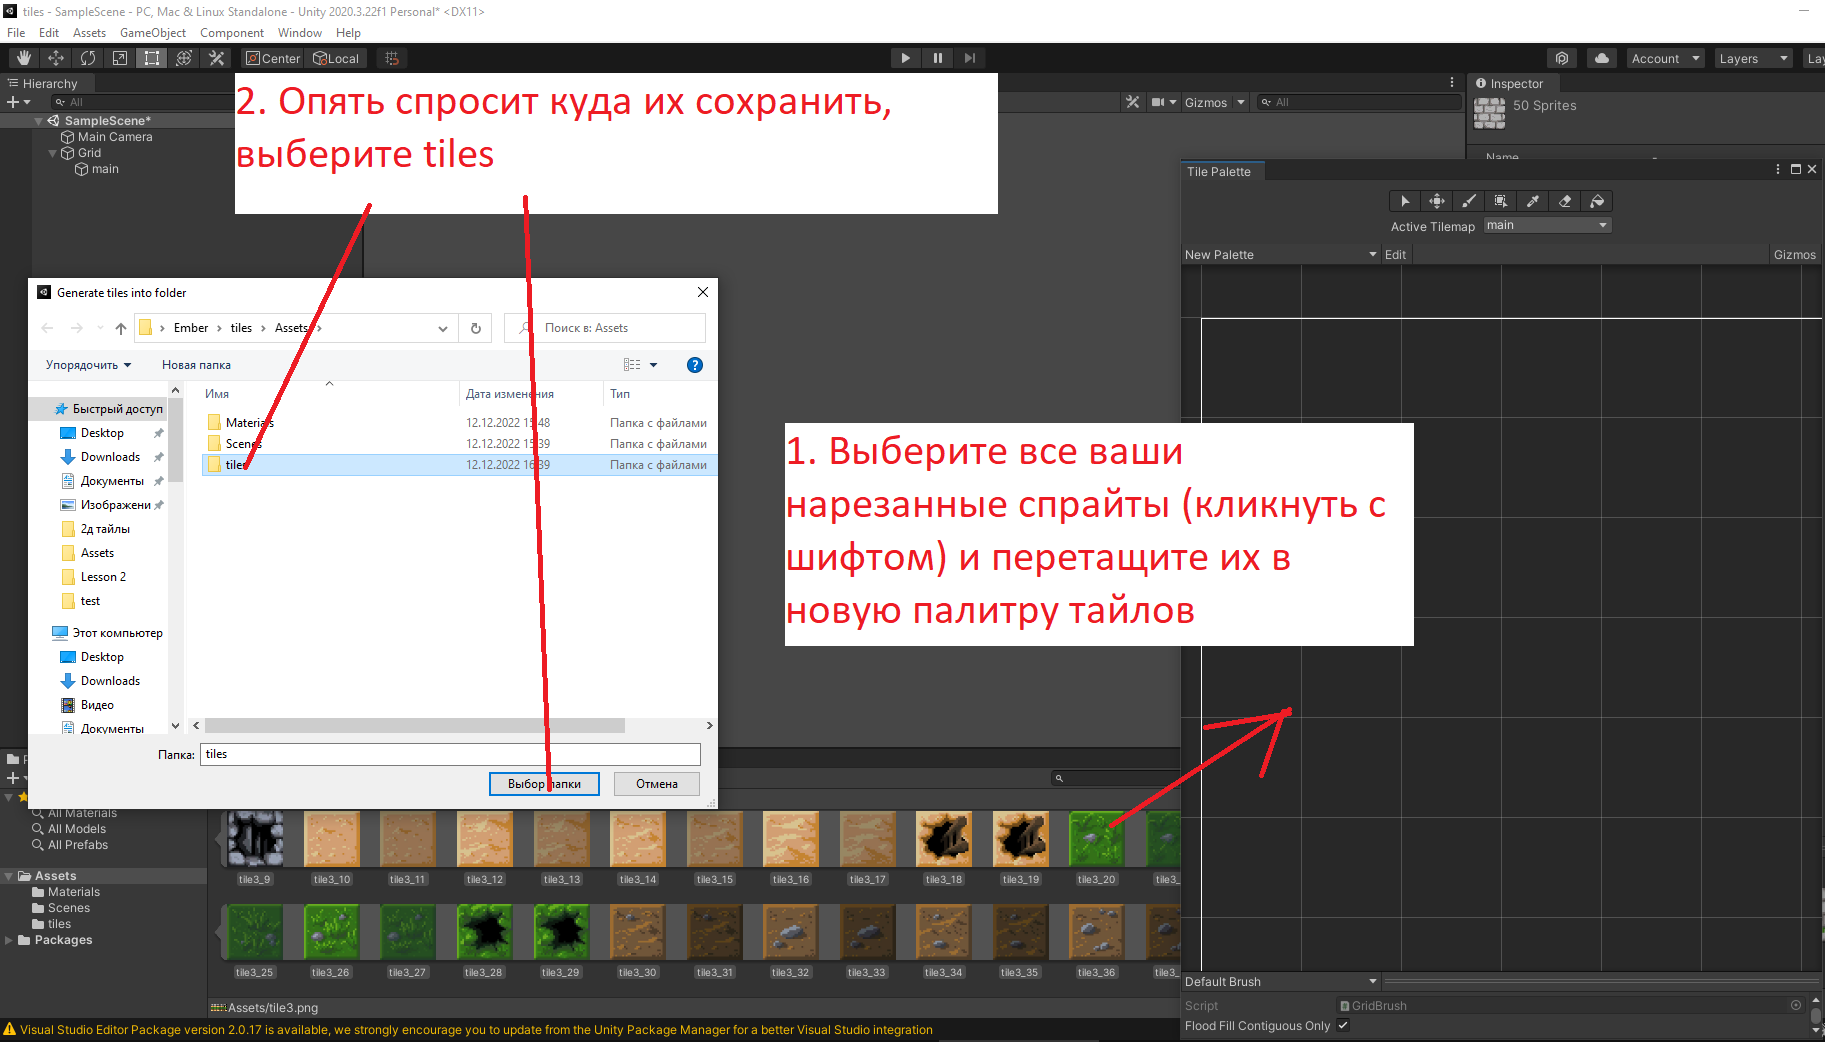 tiles - SampleScene - PC, Mac & Linux Standalone - Unity 2020.3.22f1 Personal* <DX11>
File Edit Assets GameObject Component Window Help
Center Local Account Layers Lay
Hierarchy
All
SampleScene*
Main Camera
Grid
main
2. Опять спросит куда их сохранить,
выберите tiles
Gizmos All
Inspector
50 Sprites
Name
Tile Palette
Active Tilemap main
New Palette Edit Gizmos
Generate tiles into folder
Ember tiles Assets Поиск в: Assets
Упорядочить Новая папка
Имя Дата изменения Тип
Materials 12.12.2022 15:48 Папка с файлами
Scenes 12.12.2022 15:39 Папка с файлами
tiles 12.12.2022 16:39 Папка с файлами
Быстрый доступ
Desktop
Downloads
Документы
Изображени
2д тайлы
Assets
Lesson 2
test
Этот компьютер
Desktop
Downloads
Видео
Документы
Папка: tiles
Выбор папки Отмена
1. Выберите все ваши
нарезанные спрайты (кликнуть с
шифтом) и перетащите их в
новую палитру тайлов
All Materials
All Models
All Prefabs
Assets
Materials
Scenes
tiles
Packages
tile3_9 tile3_10 tile3_11 tile3_12 tile3_13 tile3_14 tile3_15 tile3_16 tile3_17 tile3_18 tile3_19 tile3_20 tile3_
tile3_25 tile3_26 tile3_27 tile3_28 tile3_29 tile3_30 tile3_31 tile3_32 tile3_33 tile3_34 tile3_35 tile3_36 tile3_
Assets/tile3.png
Default Brush
Script GridBrush
Flood Fill Contiguous Only
Visual Studio Editor Package version 2.0.17 is available, we strongly encourage you to update from the Unity Package Manager for a better Visual Studio integration